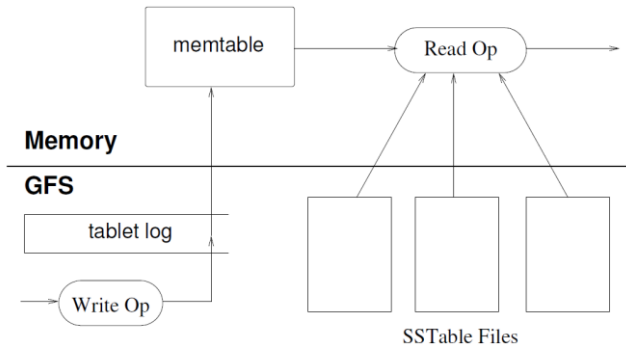 memtable
Read Op
Memory
GFS
tablet log
Write Op
SSTable Files